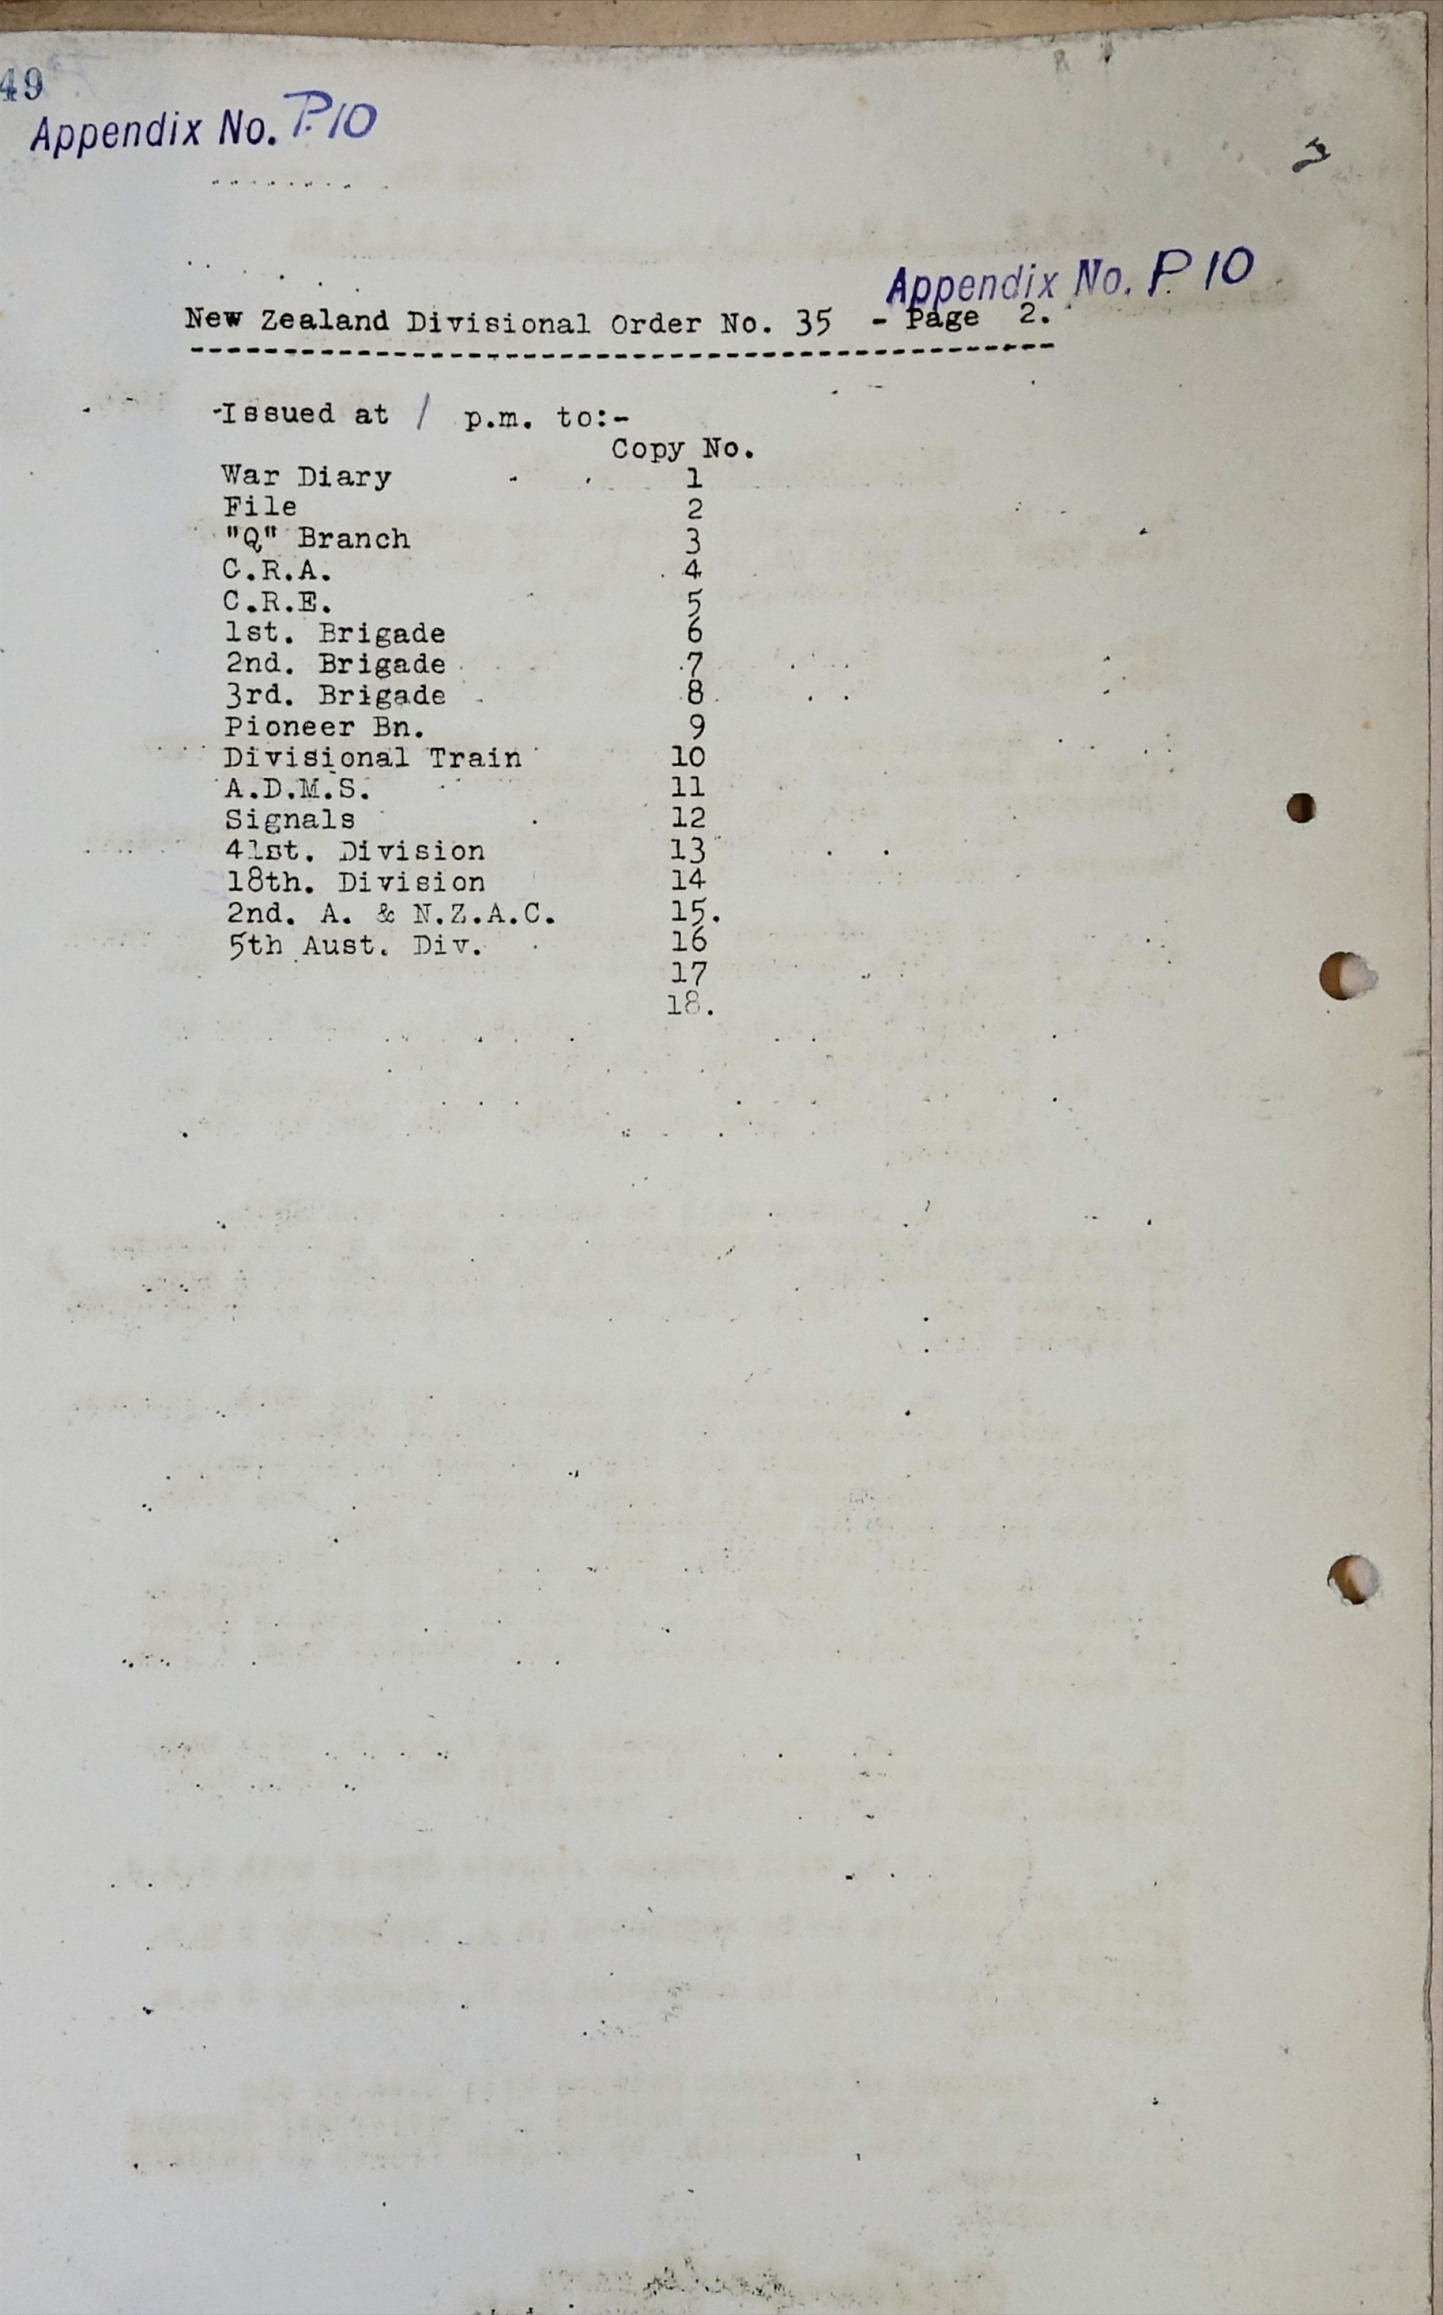 49
Appendix No. P.10
Appendix No. P 10
New Zealand Divisional Order No. 35 - Page 2.
Issued at 1 p.m. to:-
Copy No.
War Diary 1
File 2
"Q" Branch 3
C.R.A. 4
C.R.E. 5
1st. Brigade 6
2nd. Brigade 7
3rd. Brigade 8
Pioneer Bn. 9
Divisional Train 10
A.D.M.S. 11
Signals 12
41st. Division 13
18th. Division 14
2nd. A. & N.Z.A.C. 15.
5th Aust. Div. 16
17
18.